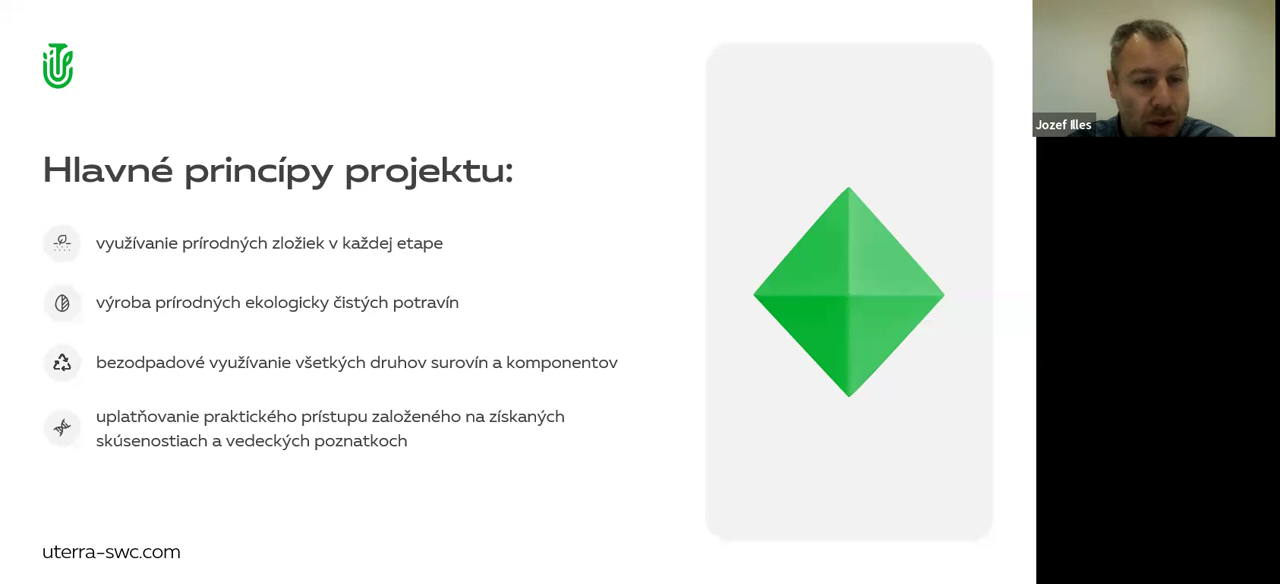 Hlavné princípy projektu:
využívanie prírodných zložiek v každej etape
výroba prírodných ekologicky čistých potravín
bezodpadové využívanie všetkých druhov surovín a komponentov
uplatňovanie praktického prístupu založeného na získaných
skúsenostiach a vedeckých poznatkoch
uterra-swc.com
Jozef Illes